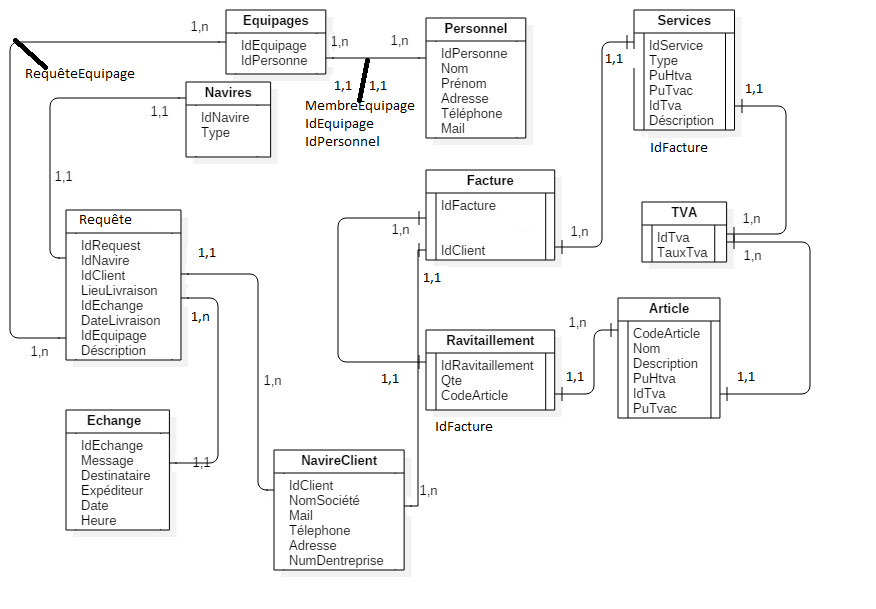 Equipages
IdEquipage
IdPersonne
1,n
1,n
1,n
RequêteEquipage
1,1
1,1
MembreEquipage
IdEquipage
IdPersonnel
Personnel
IdPersonne
Nom
Prénom
Adresse
Téléphone
Mail
Services
IdService
Type
PuHtva
PuTvac
IdTva
Déscription
1,1
1,1
IdFacture
Navires
IdNavire
Type
1,1
1,1
Facture
IdFacture
IdClient
1,n
1,n
1,1
TVA
IdTva
TauxTva
1,n
1,n
Requête
IdRequest
IdNavire
IdClient
LieuLivraison
IdEchange
DateLivraison
IdEquipage
Déscription
1,1
1,n
1,n
Ravitaillement
IdRavitaillement
Qte
CodeArticle
1,1
1,1
IdFacture
Article
CodeArticle
Nom
Description
PuHtva
IdTva
PuTvac
1,n
1,1
Echange
IdEchange
Message
Destinataire
Expéditeur
Date
Heure
1,1
1,n
NavireClient
IdClient
NomSociété
Mail
Télephone
Adresse
NumDentreprise
1,n